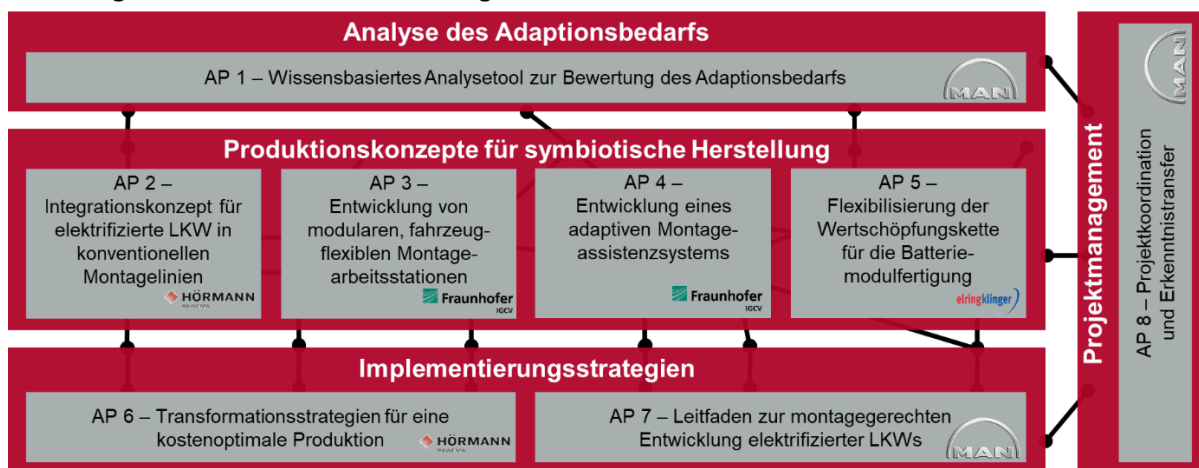 Analyse des Adaptionsbedarfs
AP 1 – Wissensbasiertes Analysetool zur Bewertung des Adaptionsbedarfs
MAN
Produktionskonzepte für symbiotische Herstellung
AP 2 –
Integrationskonzept für
elektrifizierte LKW in
konventionellen
Montagelinien
HÖRMANN
RAWEMA
AP 3 –
Entwicklung von
modularen, fahrzeug-
flexiblen Montage-
arbeitsstationen
Fraunhofer
IGCV
AP 4 –
Entwicklung eines
adaptiven Montage-
assistenzsystems
Fraunhofer
IGCV
AP 5 –
Flexibilisierung der
Wertschöpfungskette
für die Batterie-
modulfertigung
elringklinger
Implementierungsstrategien
AP 6 – Transformationsstrategien für eine
kostenoptimale Produktion
HÖRMANN
RAWEMA
AP 7 – Leitfaden zur montagegerechten
Entwicklung elektrifizierter LKWs
MAN
Projektmanagement
AP 8 – Projektkoordination
und Erkenntnistransfer
MAN